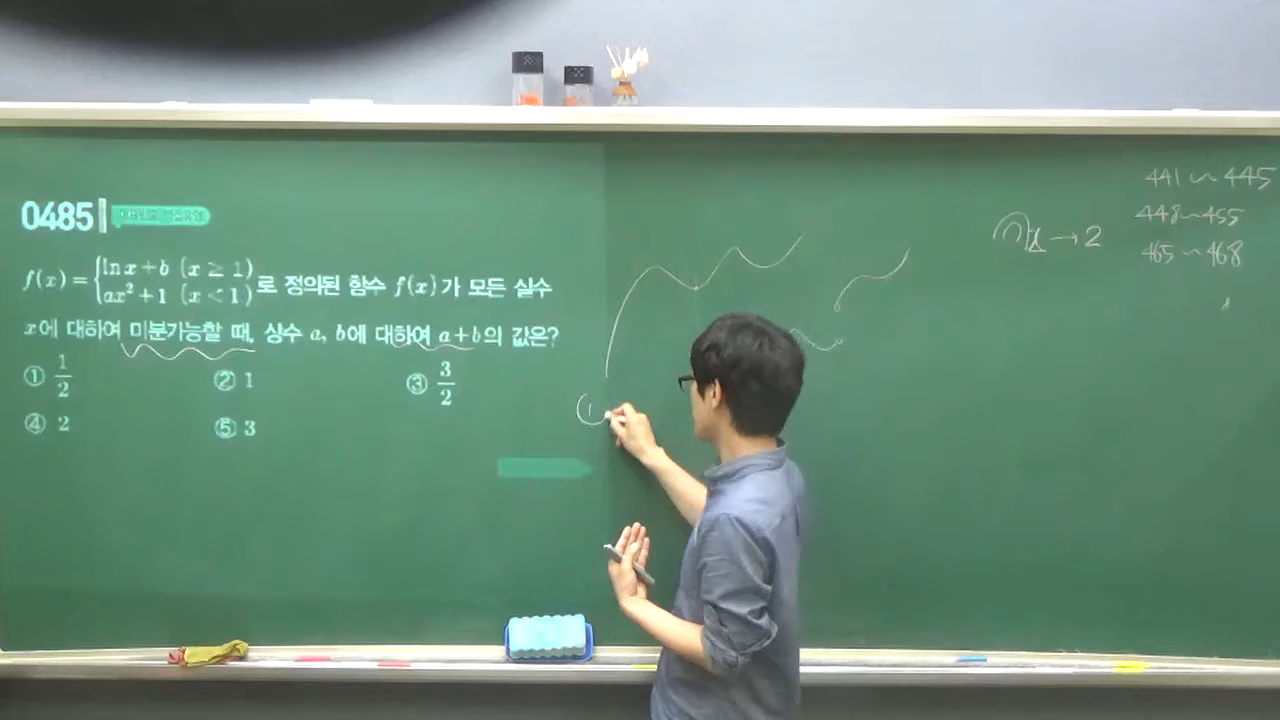 0485
f(x)={ln x+b (x≥1)
ax²+1 (x<1) 로 정의된 함수 f(x)가 모든 실수
x에 대하여 미분가능할 때, 상수 a, b에 대하여 a+b의 값은?
① 1/2 ② 1 ③ 3/2
④ 2 ⑤ 3
①
x→2
441~445
448~455
465~468